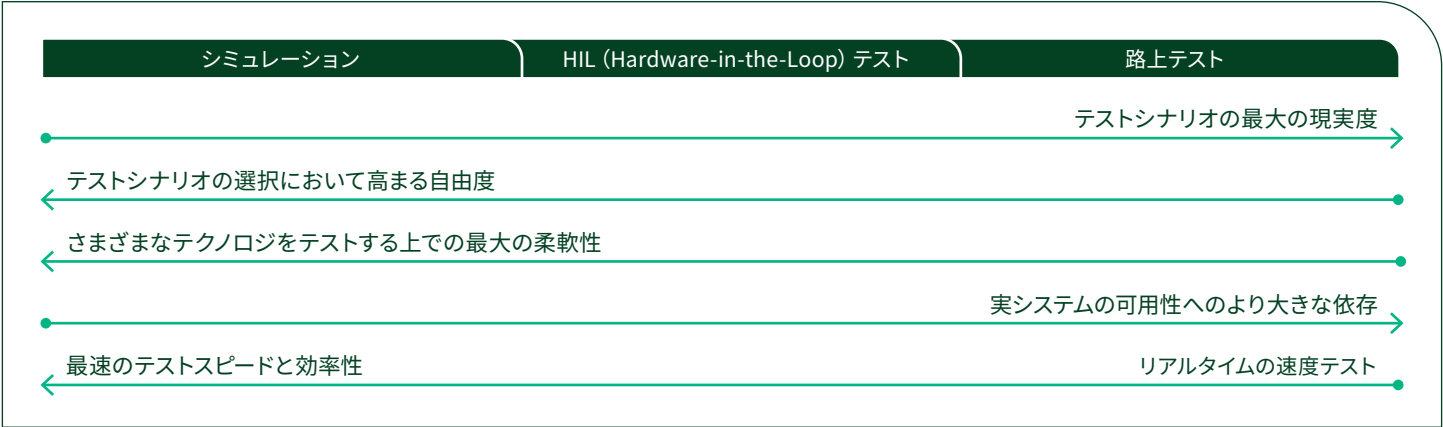 シミュレーション
HIL（Hardware-in-the-Loop）テスト
路上テスト
テストシナリオの最大の現実度
テストシナリオの選択において高まる自由度
さまざまなテクノロジをテストする上での最大の柔軟性
実システムの可用性へのより大きな依存
最速のテストスピードと効率性
リアルタイムの速度テスト